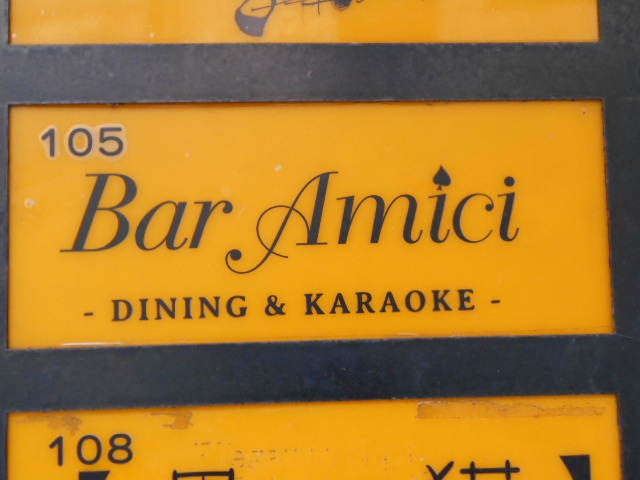 105
Bar Amici
- DINING & KARAOKE -
108